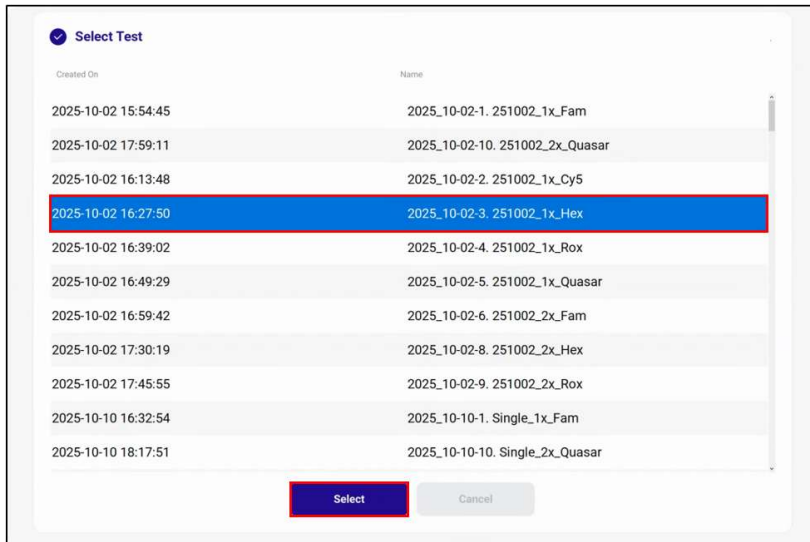 Select Test
Created On Name
2025-10-02 15:54:45 2025_10-02-1. 251002_1x_Fam
2025-10-02 17:59:11 2025_10-02-10. 251002_2x_Quasar
2025-10-02 16:13:48 2025_10-02-2. 251002_1x_Cy5
2025-10-02 16:27:50 2025_10-02-3. 251002_1x_Hex
2025-10-02 16:39:02 2025_10-02-4. 251002_1x_Rox
2025-10-02 16:49:29 2025_10-02-5. 251002_1x_Quasar
2025-10-02 16:59:42 2025_10-02-6. 251002_2x_Fam
2025-10-02 17:30:19 2025_10-02-8. 251002_2x_Hex
2025-10-02 17:45:55 2025_10-02-9. 251002_2x_Rox
2025-10-10 16:32:54 2025_10-10-1. Single_1x_Fam
2025-10-10 18:17:51 2025_10-10-10. Single_2x_Quasar
Select Cancel